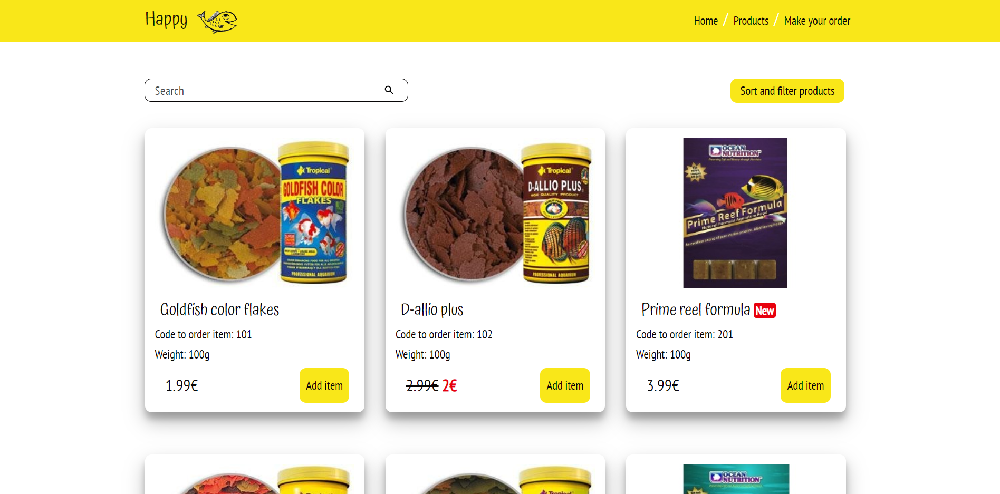 Happy
Home / Products / Make your order
Search
Sort and filter products
Tropical
GOLDFISH COLOR
FLAKES
SUPER
PROFESSIONAL AQUARIUM
Goldfish color flakes
Code to order item: 101
Weight: 100g
1.99€
Add item
Tropical
D-ALLIO PLUS
HIGH QUALITY PRODUCT
PROFESSIONAL AQUARIUM
D-allio plus
Code to order item: 102
Weight: 100g
2.99€ 2€
Add item
OCEAN
NUTRITION
Prime Reef Formula
Natural Formula Aquarium Food
Prime reel formula New
Code to order item: 201
Weight: 100g
3.99€
Add item
Tropical
Tropical
OCEAN
NUTRITION